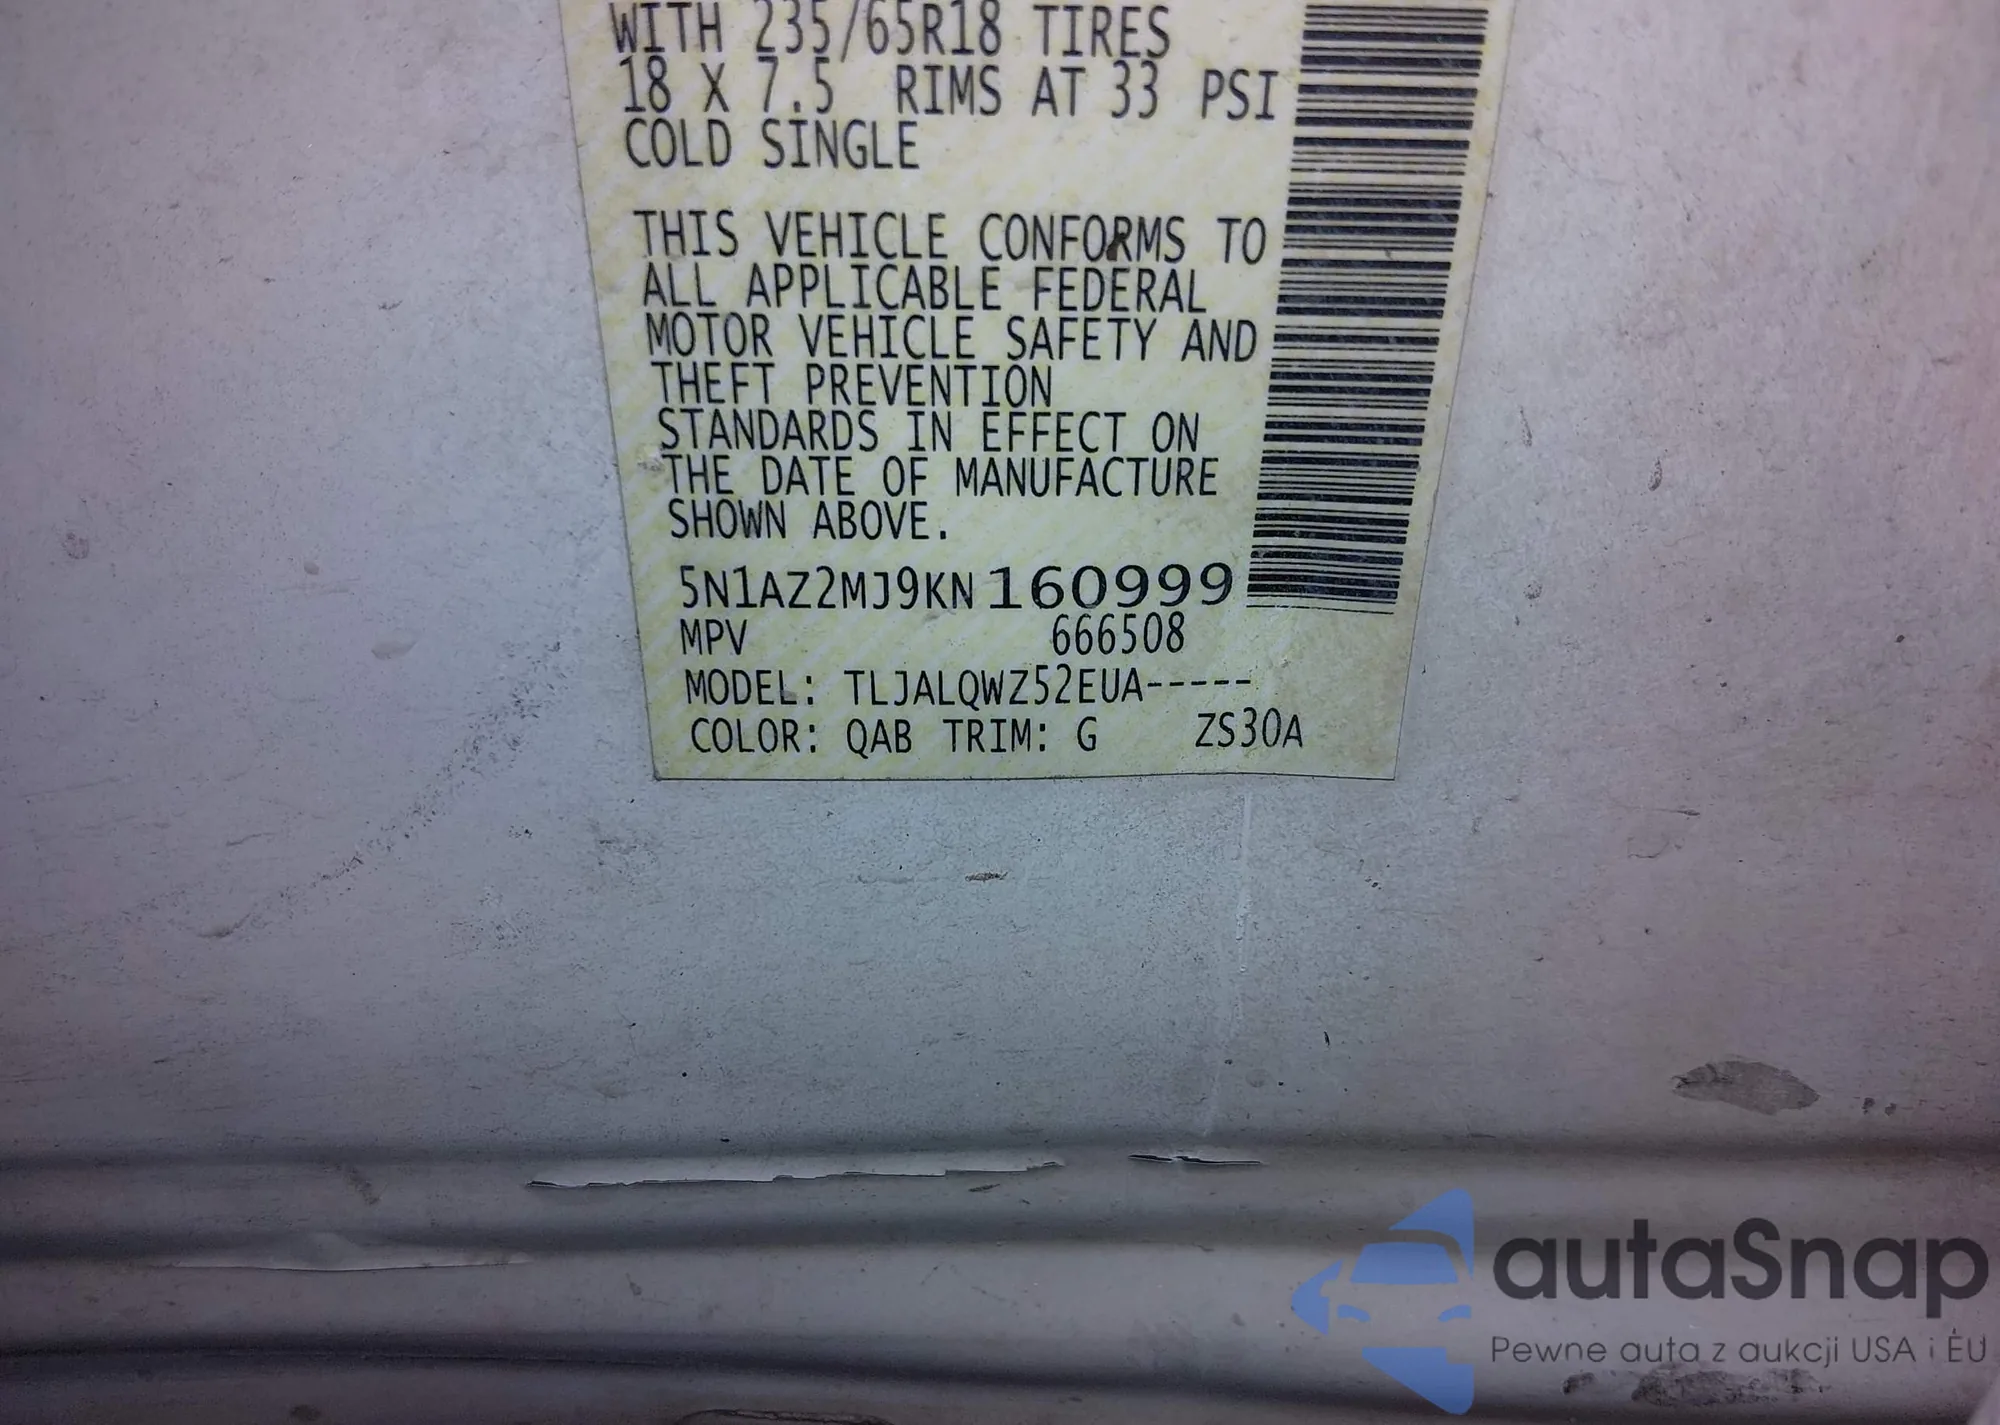 WITH 235/65R18 TIRES
18 X 7.5 RIMS AT 33 PSI
COLD SINGLE
THIS VEHICLE CONFORMS TO
ALL APPLICABLE FEDERAL
MOTOR VEHICLE SAFETY AND
THEFT PREVENTION
STANDARDS IN EFFECT ON
THE DATE OF MANUFACTURE
SHOWN ABOVE.
5N1AZ2MJ9KN160999
MPV 666508
MODEL: TLJALQWZ52EUA-----
COLOR: QAB TRIM: G ZS30A
autaSnap
Pewne auta z aukcji USA i EU